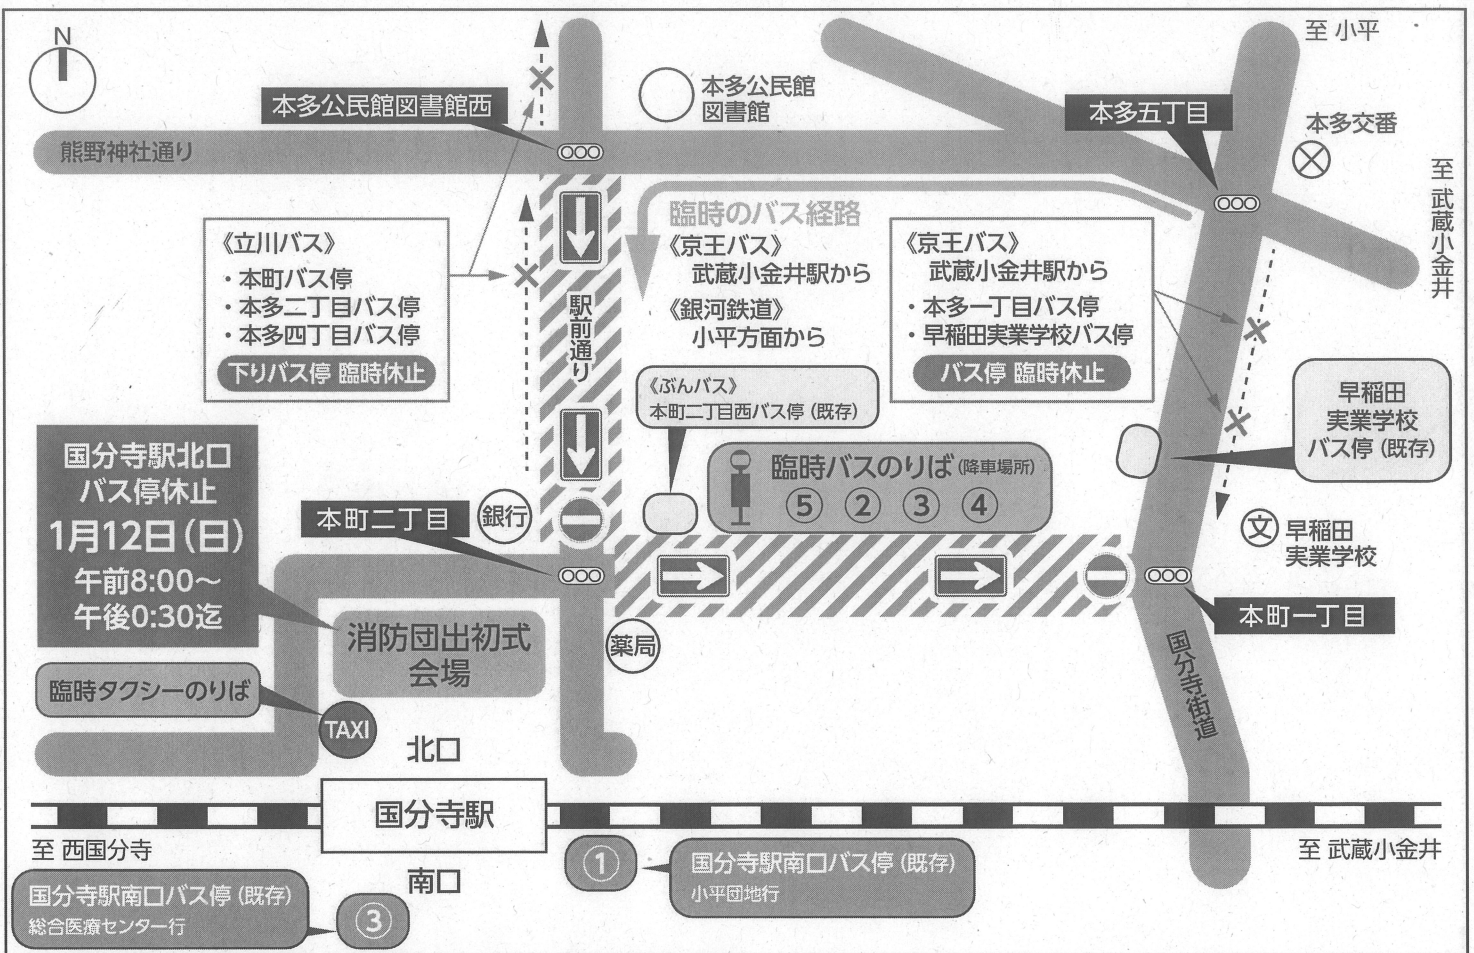 N
至 小平
本多公民館図書館西
本多公民館
図書館
本多五丁目
本多交番
熊野神社通り
至 武蔵小金井
臨時のバス経路
《京王バス》
武蔵小金井駅から
《銀河鉄道》
小平方面から
《立川バス》
・本町バス停
・本多二丁目バス停
・本多四丁目バス停
下りバス停 臨時休止
《京王バス》
武蔵小金井駅から
・本多一丁目バス停
・早稲田実業学校バス停
バス停 臨時休止
駅前通り
《ぶんバス》
本町二丁目西バス停(既存)
早稲田
実業学校
バス停(既存)
国分寺駅北口
バス停休止
1月12日(日)
午前8:00〜
午後0:30迄
臨時バスのりば(降車場所)
⑤ ② ③ ④
本町二丁目
銀行
文
早稲田
実業学校
本町一丁目
消防団出初式
会場
薬局
国分寺街道
臨時タクシーのりば
TAXI
北口
国分寺駅
至 西国分寺
至 武蔵小金井
南口
①
国分寺駅南口バス停(既存)
小平団地行
国分寺駅南口バス停(既存)
総合医療センター行
③